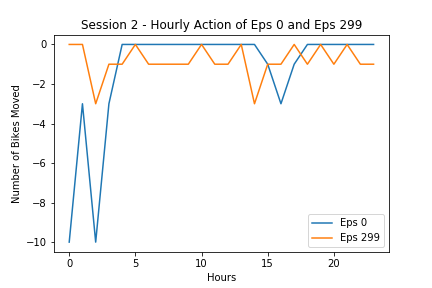 Session 2 - Hourly Action of Eps 0 and Eps 299
0
−2
−4
−6
−8
−10
Number of Bikes Moved
Eps 0
Eps 299
0 5 10 15 20
Hours